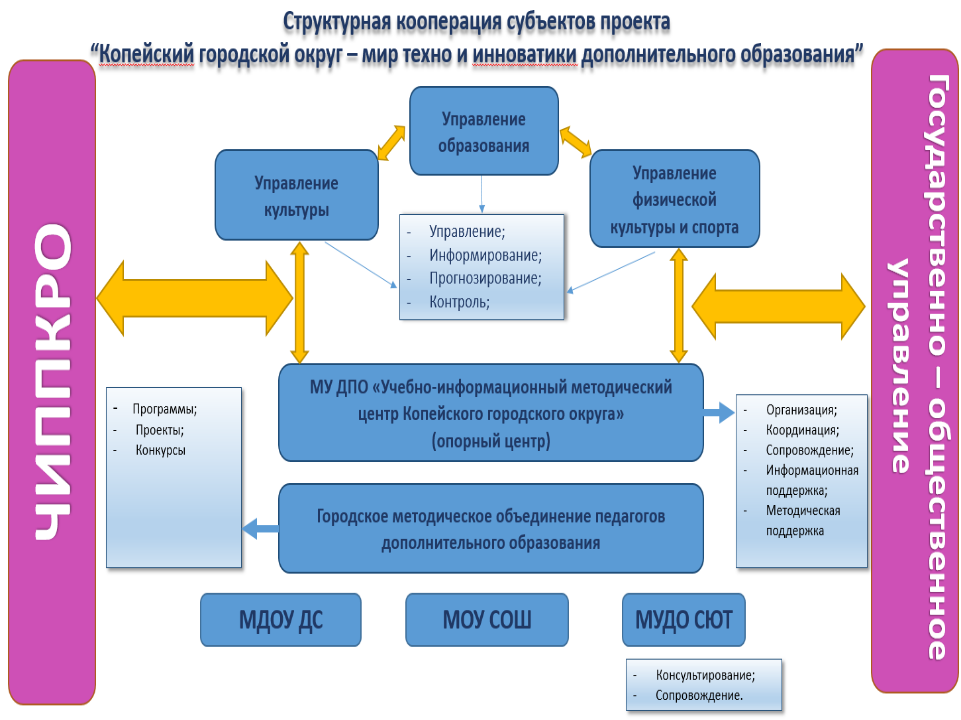 Структурная кооперация субъектов проекта
“Копейский городской округ – мир техно и инноватики дополнительного образования”
ЧИППКРО
Управление
образования
Управление
культуры
Управление
физической
культуры и спорта
- Управление;
- Информирование;
- Прогнозирование;
- Контроль;
МУ ДПО «Учебно-информационный методический
центр Копейского городского округа»
(опорный центр)
- Программы;
- Проекты;
- Конкурсы
- Организация;
- Координация;
- Сопровождение;
- Информационная
поддержка;
- Методическая
поддержка
Городское методическое объединение педагогов
дополнительного образования
МДОУ ДС
МОУ СОШ
МУДО СЮТ
- Консультирование;
- Сопровождение.
Государственно – общественное
управление